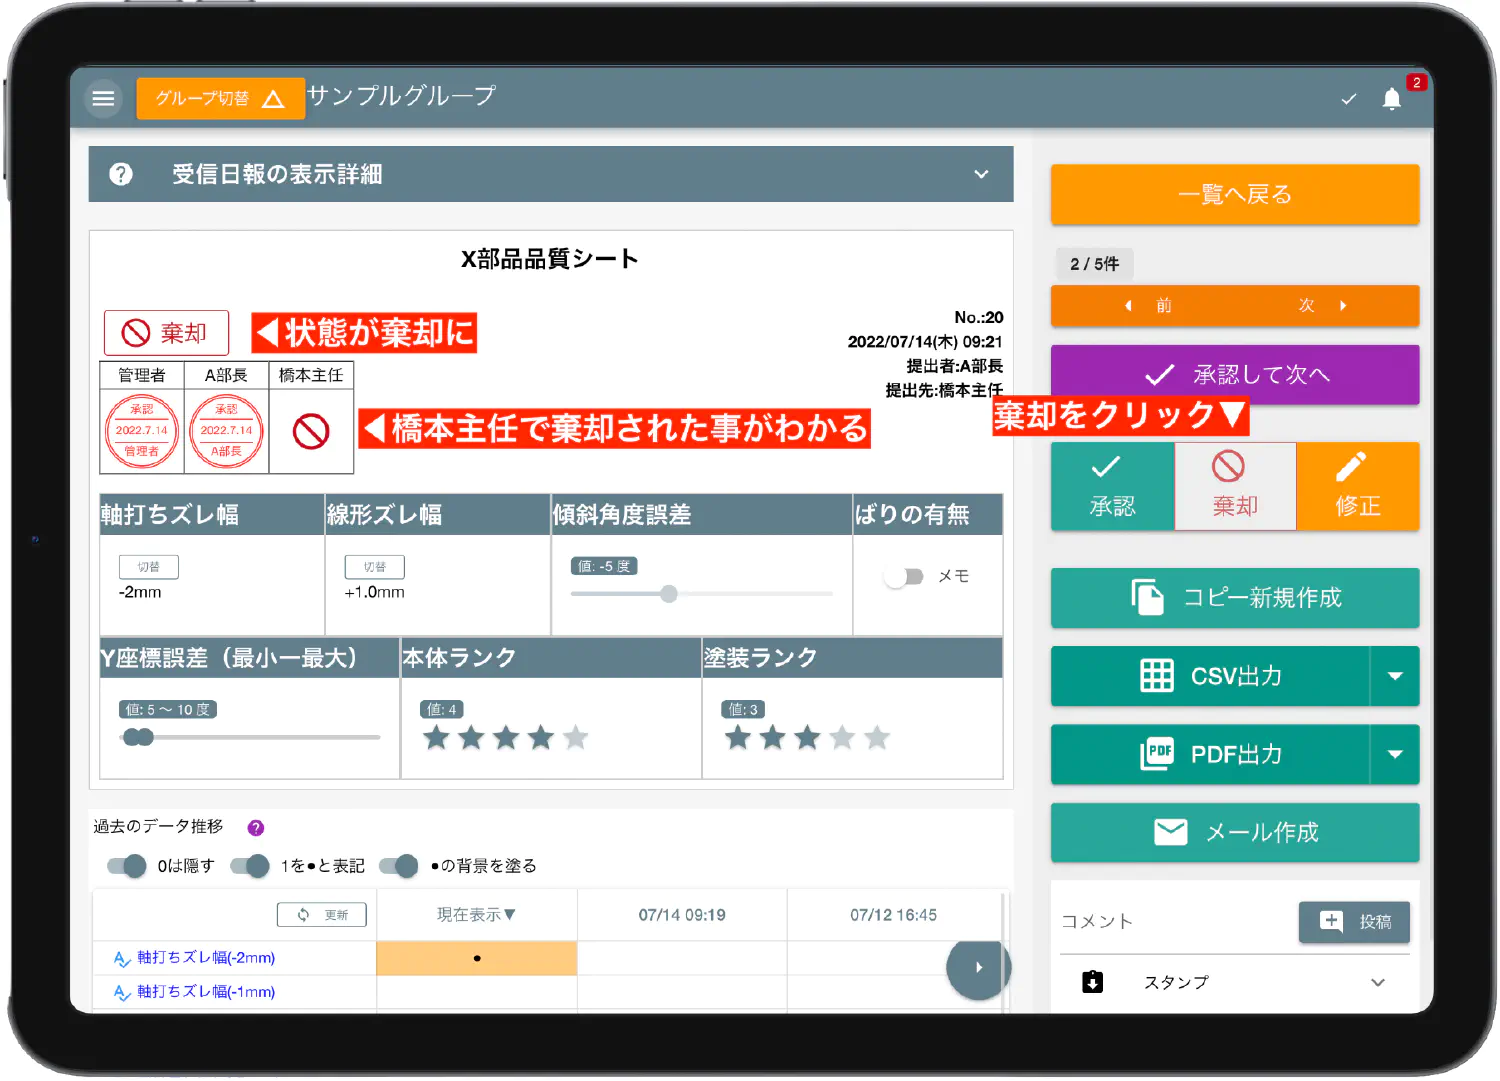 グループ切替 サンプルグループ
2
受信日報の表示詳細
X部品品質シート
棄却
◀状態が棄却に
No.:20
2022/07/14(木) 09:21
提出者:A部長
提出先:橋本主任
管理者 A部長 橋本主任
承認 2022.7.14 管理者
承認 2022.7.14 A部長
◀橋本主任で棄却された事がわかる
軸打ちズレ幅 線形ズレ幅 傾斜角度誤差 ばりの有無
切替 切替 値: -5 度 メモ
-2mm +1.0mm
Y座標誤差（最小ー最大） 本体ランク 塗装ランク
値: 5 〜 10 度 値: 4 値: 3
過去のデータ推移 ?
0は隠す 1を●と表記 ●の背景を塗る
更新 現在表示▼ 07/14 09:19 07/12 16:45
軸打ちズレ幅(-2mm) ●
軸打ちズレ幅(-1mm)
一覧へ戻る
2 / 5件
前 次
承認して次へ
棄却をクリック▼
承認 棄却 修正
コピー新規作成
CSV出力
PDF PDF出力
メール作成
コメント 投稿
スタンプ